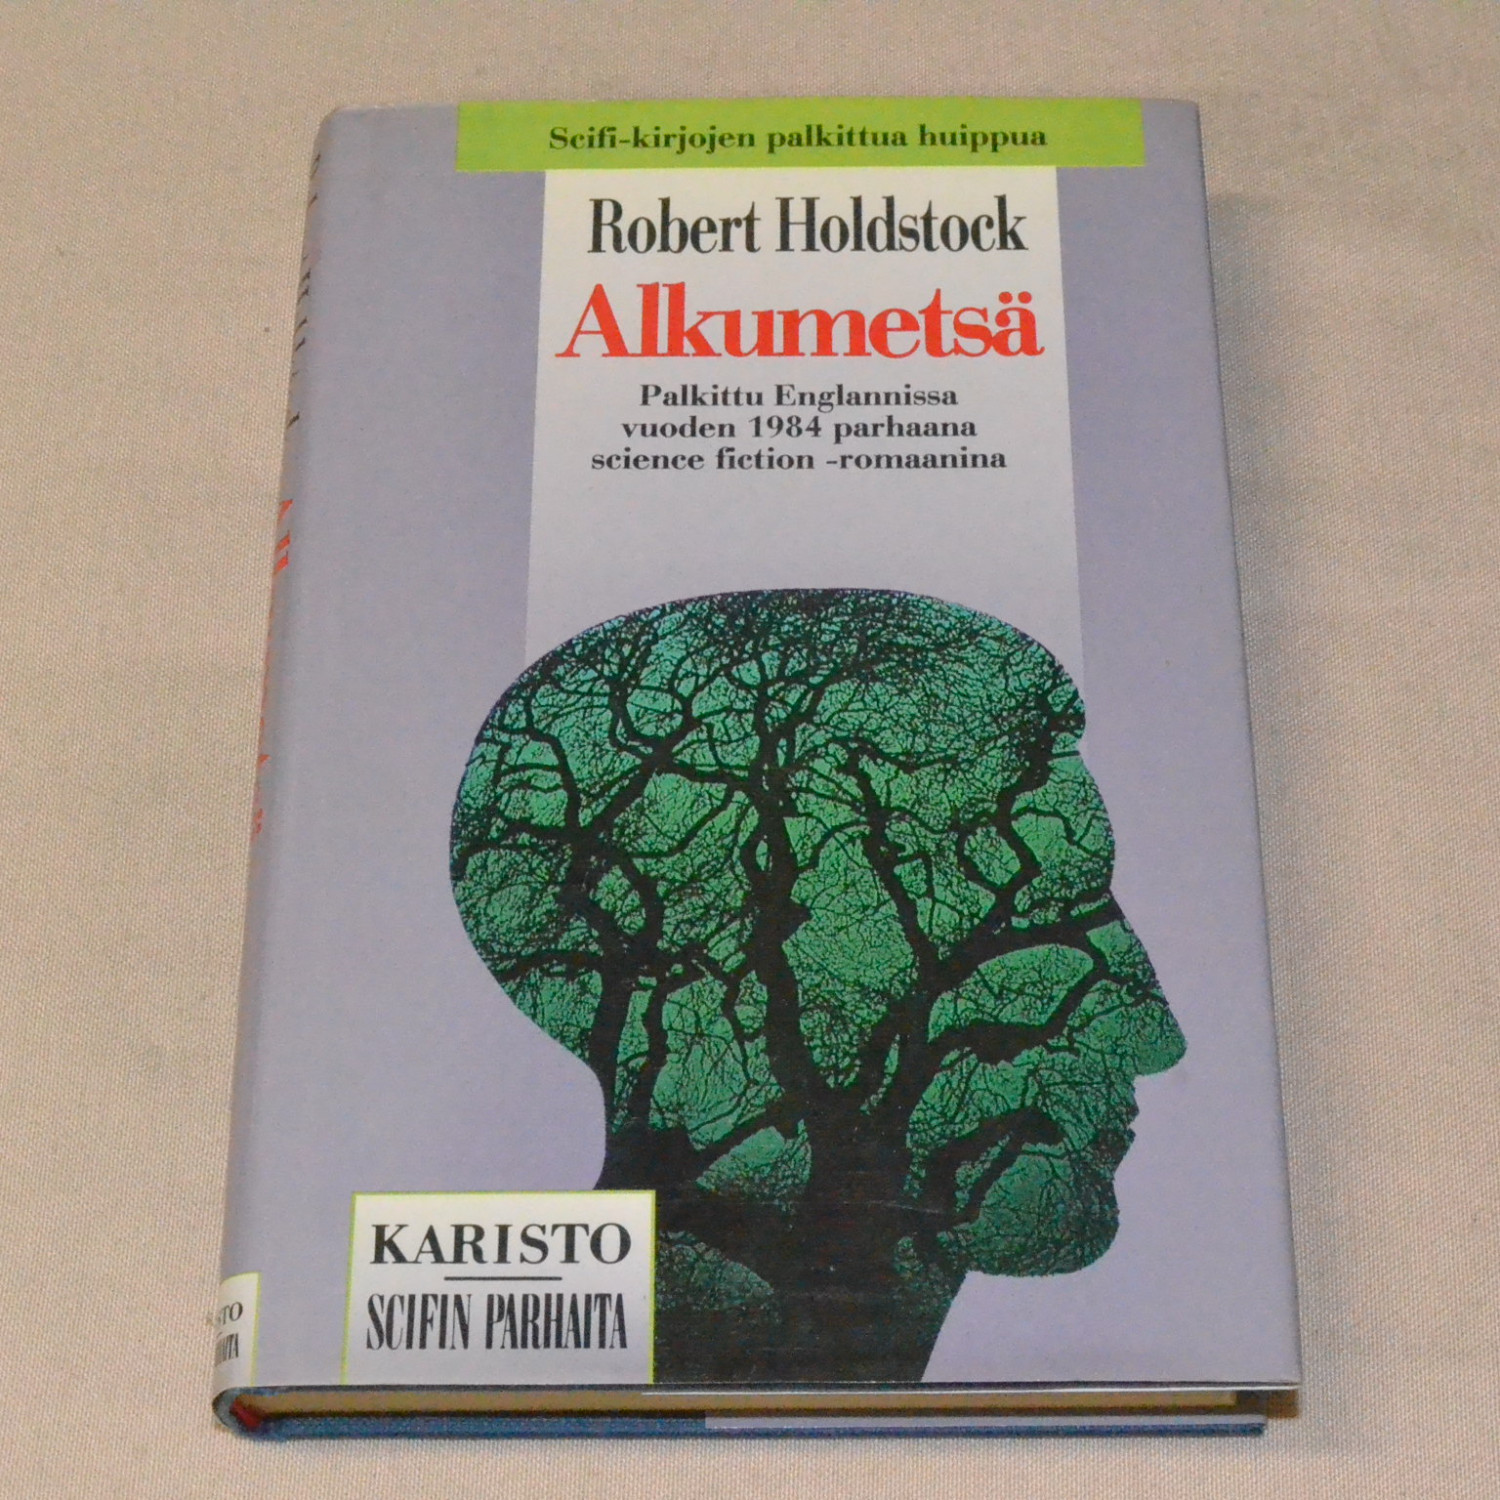 Scifi-kirjojen palkittua huippua
Robert Holdstock
Alkumetsä
Palkittu Englannissa
vuoden 1984 parhaana
science fiction -romaanina
KARISTO
SCIFIN PARHAITA